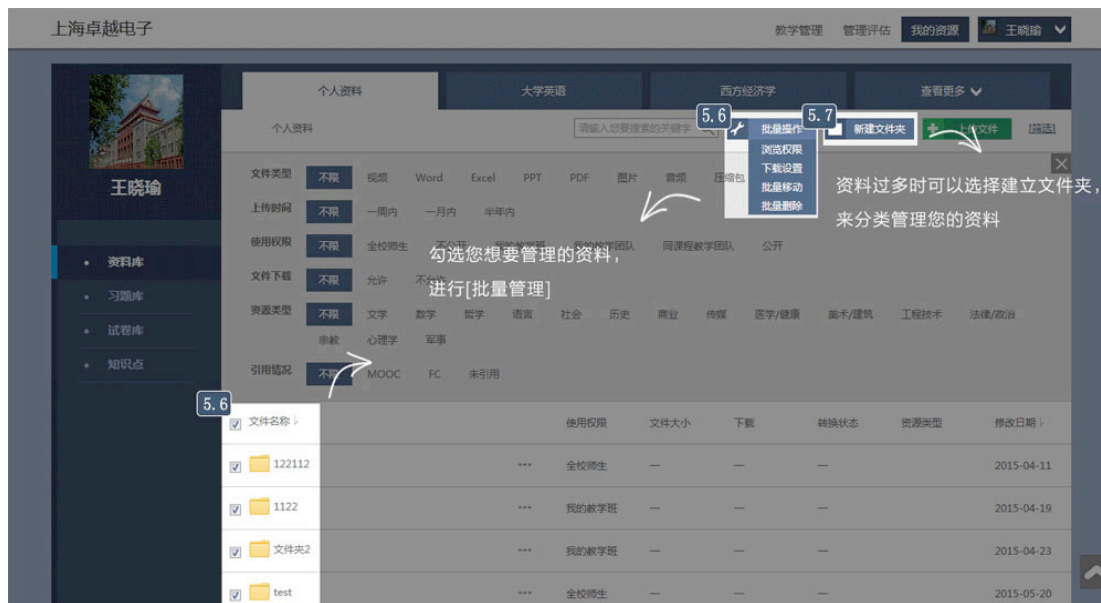 上海卓越电子
教学管理 管理评估 我的资源 王晓瑜
个人资料 大学英语 西方经济学 查看更多
个人资料 请输入您要搜索的关键字 5.6 批量操作 5.7 新建文件夹 上传文件 [筛选]
浏览权限
下载设置
批量移动
批量删除
王晓瑜
资料库
习题库
试卷库
知识点
文件类型 不限 视频 Word Excel PPT PDF 图片 音频 压缩包
上传时间 不限 一周内 一月内 半年内
使用权限 不限 全校师生 不公开 我的教学班 我的教学团队 同课程教学团队 公开
文件下载 不限 允许 不允许
资源类型 不限 文学 数学 哲学 语言 社会 历史 商业 传媒 医学/健康 美术/建筑 工程技术 法律/政治
宗教 心理学 军事
引用情况 不限 MOOC FC 未引用
资料过多时可以选择建立文件夹,
来分类管理您的资料
勾选您想要管理的资料,
进行[批量管理]
5.6
文件名称 使用权限 文件大小 下载 转换状态 资源类型 修改日期
122112 ••• 全校师生 — — — 2015-04-11
1122 ••• 我的教学班 — — — 2015-04-19
文件夹2 ••• 我的教学班 — — — 2015-04-23
test ••• 全校师生 — — — 2015-05-20